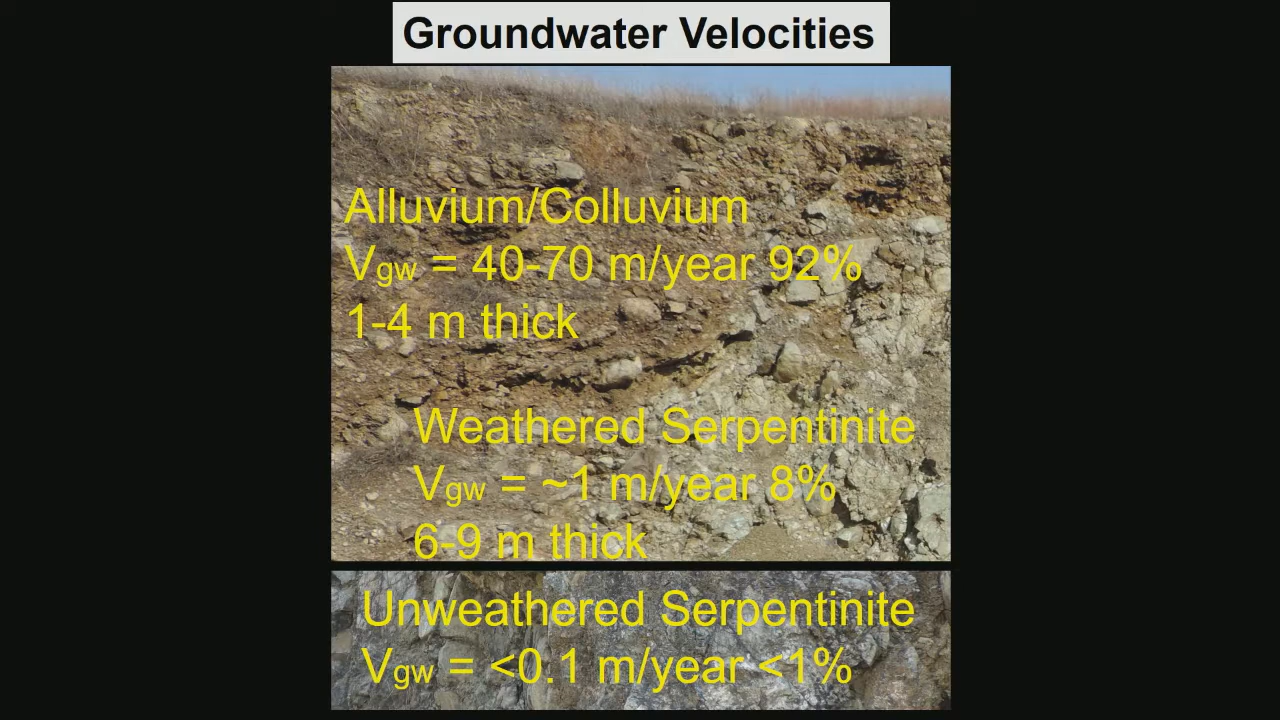 Groundwater Velocities
Alluvium/Colluvium
Vgw = 40-70 m/year 92%
1-4 m thick
Weathered Serpentinite
Vgw = ~1 m/year 8%
6-9 m thick
Unweathered Serpentinite
Vgw = <0.1 m/year <1%